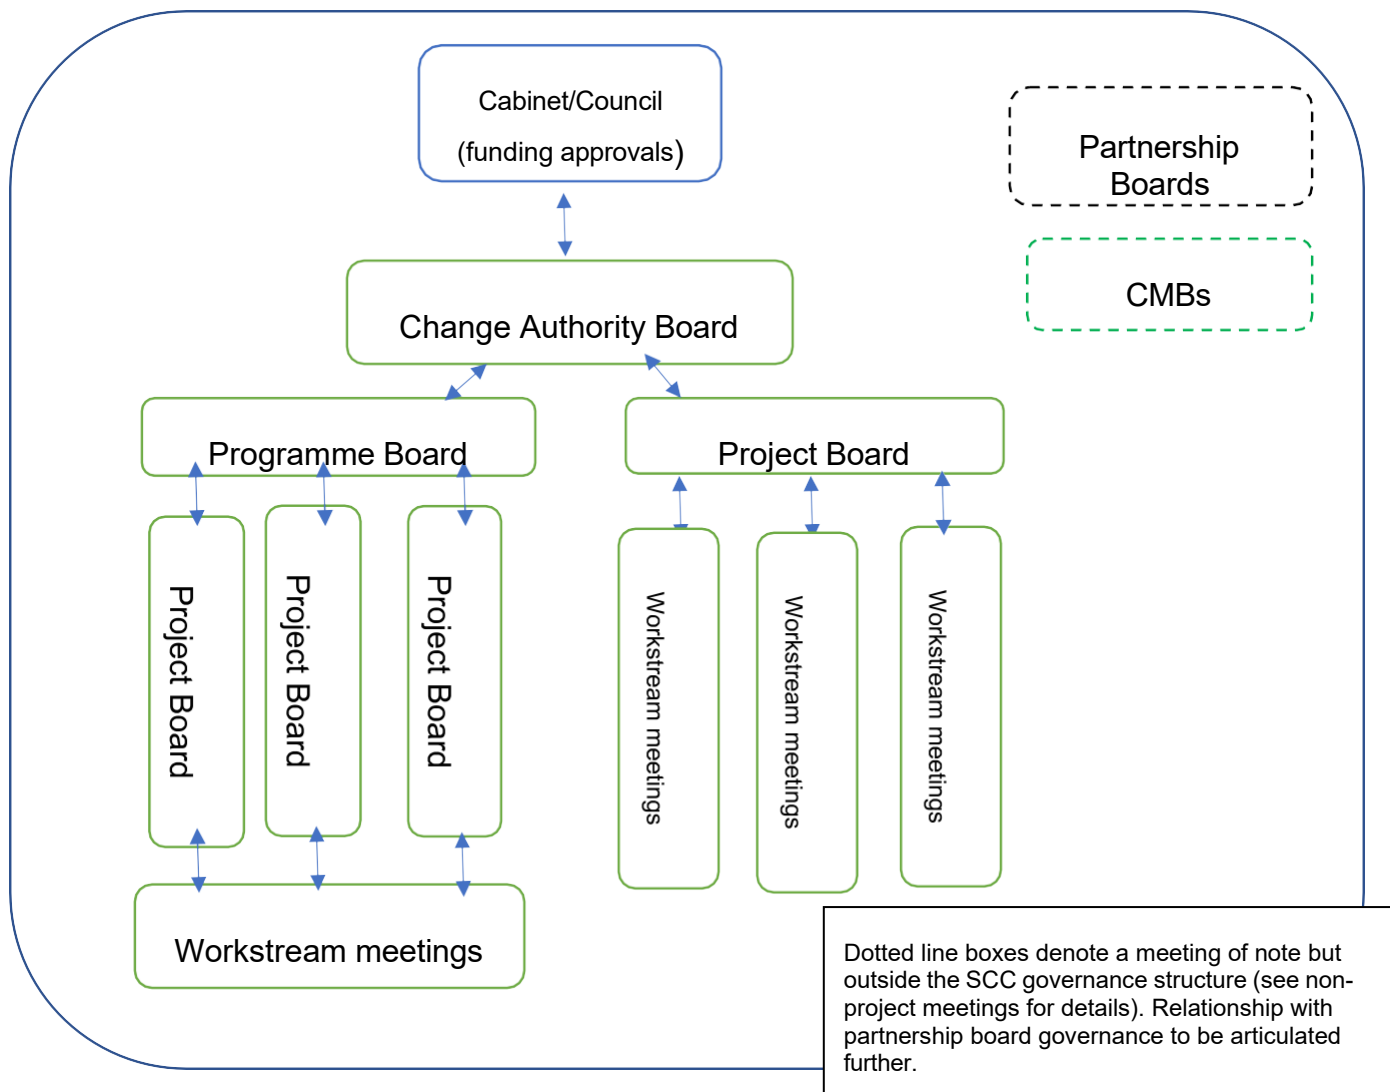 Cabinet/Council
(funding approvals)
Partnership
Boards
CMBs
Change Authority Board
Programme Board
Project Board
Project Board
Project Board
Project Board
Workstream meetings
Workstream meetings
Workstream meetings
Workstream meetings
Dotted line boxes denote a meeting of note but
outside the SCC governance structure (see non-
project meetings for details). Relationship with
partnership board governance to be articulated
further.